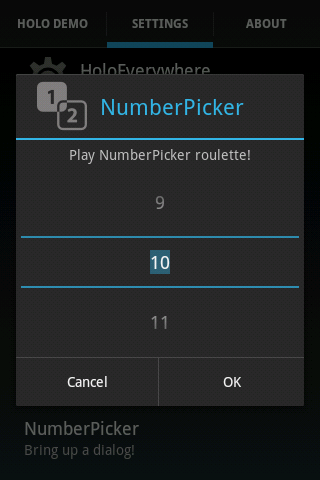 HOLO DEMO
SETTINGS
ABOUT
HoloEverywhere
1
2
NumberPicker
Play NumberPicker roulette!
9
10
11
Cancel
OK
NumberPicker
Bring up a dialog!